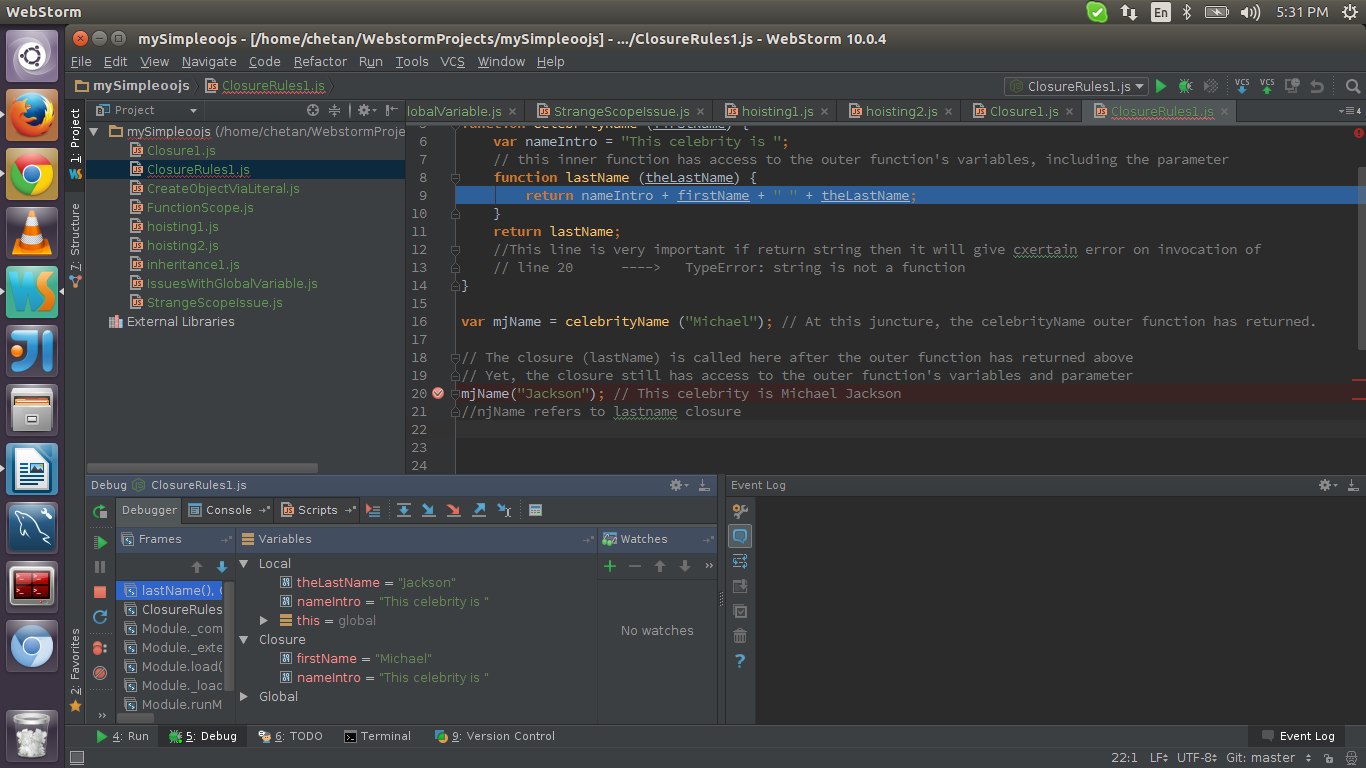 WebStorm
En
5:31 PM
mySimpleoojs - [/home/chetan/WebstormProjects/mySimpleoojs] - .../ClosureRules1.js - WebStorm 10.0.4
File Edit View Navigate Code Refactor Run Tools VCS Window Help
mySimpleoojs ClosureRules1.js
ClosureRules1.js
VCS VCS
Project
lobalVariable.js StrangeScopeIssue.js hoisting1.js hoisting2.js Closure1.js ClosureRules1.js
4
1: Project
7: Structure
2: Favorites
mySimpleoojs (/home/chetan/WebstormProje
Closure1.js
ClosureRules1.js
CreateObjectViaLiteral.js
FunctionScope.js
hoisting1.js
hoisting2.js
inheritance1.js
IssuesWithGlobalVariable.js
StrangeScopeIssue.js
External Libraries
5 function celebrityName (firstName) {
6 var nameIntro = "This celebrity is ";
7 // this inner function has access to the outer function's variables, including the parameter
8 function lastName (theLastName) {
9 return nameIntro + firstName + " " + theLastName;
10 }
11 return lastName;
12 //This line is very important if return string then it will give cxertain error on invocation of
13 // line 20 ----> TypeError: string is not a function
14 }
15
16 var mjName = celebrityName ("Michael"); // At this juncture, the celebrityName outer function has returned.
17
18 // The closure (lastName) is called here after the outer function has returned above
19 // Yet, the closure still has access to the outer function's variables and parameter
20 mjName("Jackson"); // This celebrity is Michael Jackson
21 //njName refers to lastname closure
22
23
24
Debug ClosureRules1.js
Debugger Console Scripts
Frames
lastName(),
ClosureRules
Module._com
Module._exte
Module.load(
Module._loac
Module.runM
Variables
Local
theLastName = "Jackson"
nameIntro = "This celebrity is "
this = global
Closure
firstName = "Michael"
nameIntro = "This celebrity is "
Global
Watches
No watches
Event Log
4: Run 5: Debug 6: TODO Terminal 9: Version Control Event Log
22:1 LF UTF-8 Git: master